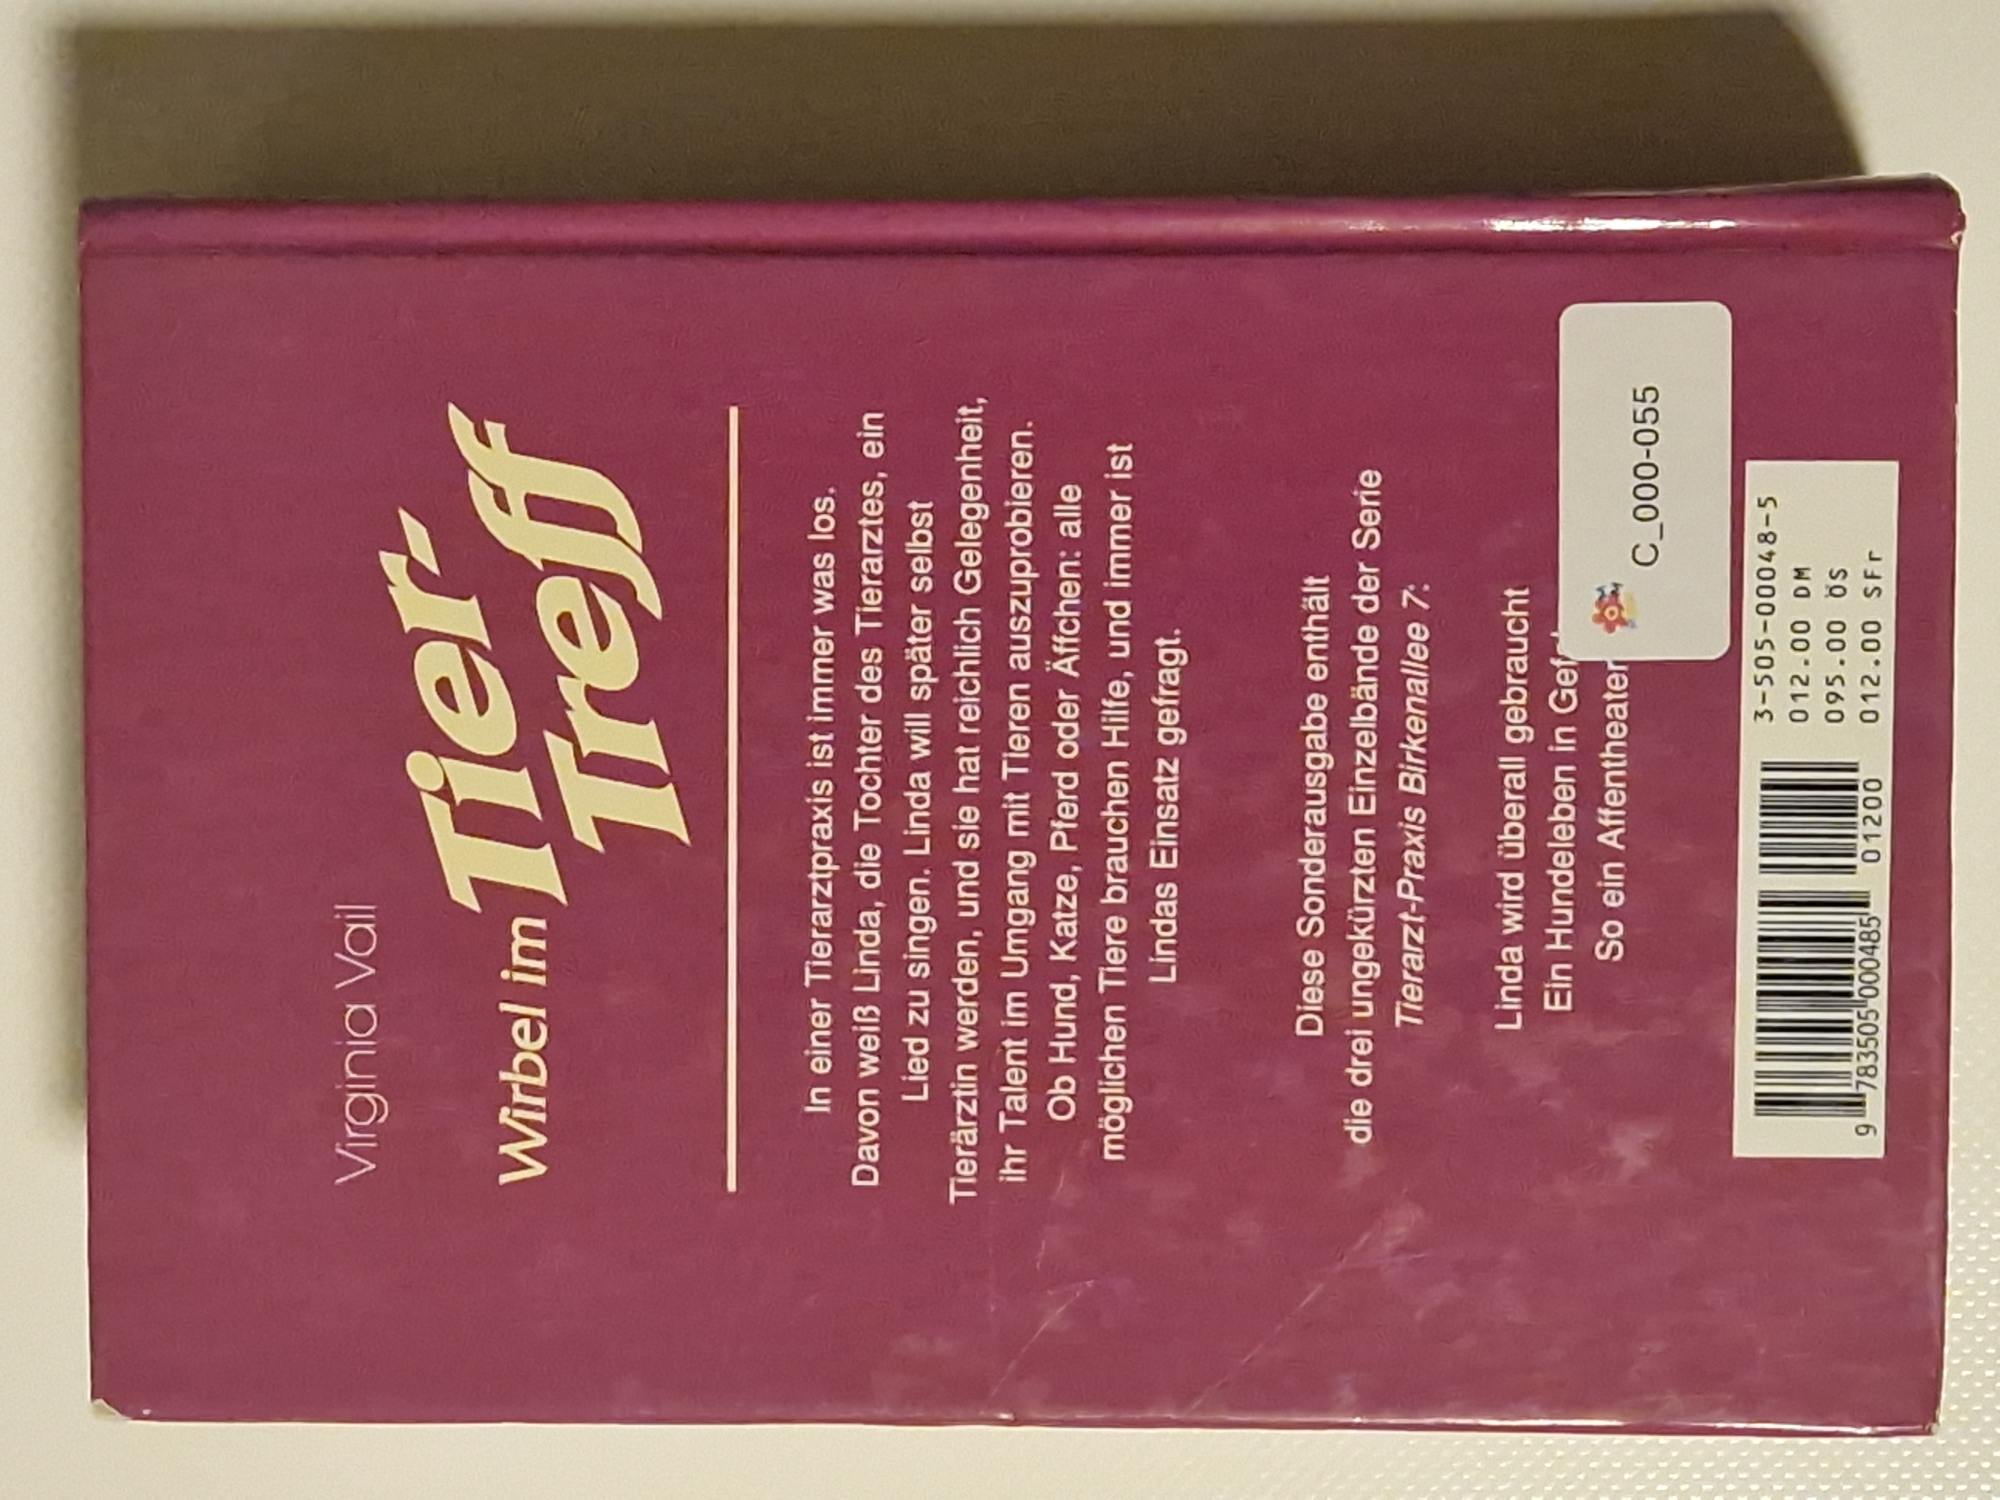 Virginia Vail
Wirbel im Tier-
Treff
In einer Tierarztpraxis ist immer was los.
Davon weiß Linda, die Tochter des Tierarztes, ein
Lied zu singen. Linda will später selbst
Tierärztin werden, und sie hat reichlich Gelegenheit,
ihr Talent im Umgang mit Tieren auszuprobieren.
Ob Hund, Katze, Pferd oder Äffchen: alle
möglichen Tiere brauchen Hilfe, und immer ist
Lindas Einsatz gefragt.
Diese Sonderausgabe enthält
die drei ungekürzten Einzelbände der Serie
Tierarzt-Praxis Birkenallee 7:
Linda wird überall gebraucht
Ein Hundeleben in
So ein Affentheater
C_000-055
3-505-00048-5
012.00 DM
095.00 ÖS
012.00 SFr
9 783505 000485 01200